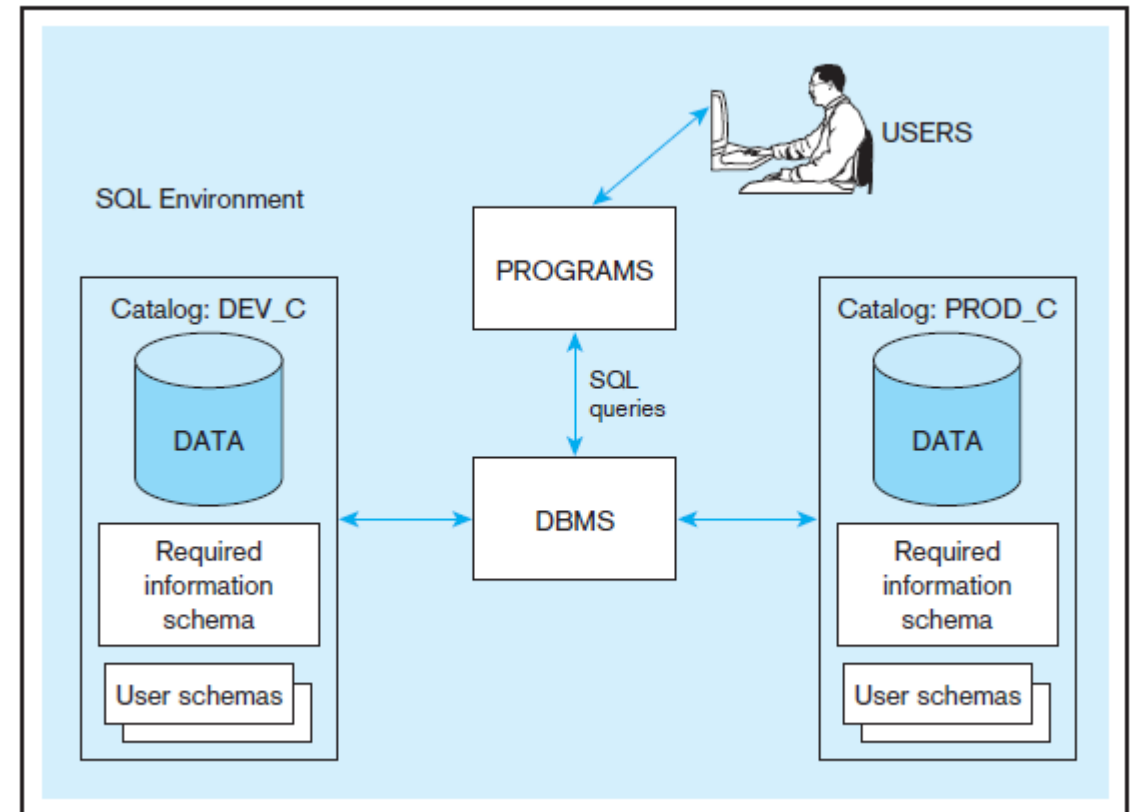 USERS
SQL Environment
PROGRAMS
Catalog: DEV_C
DATA
Required
information
schema
User schemas
SQL
queries
DBMS
Catalog: PROD_C
DATA
Required
information
schema
User schemas